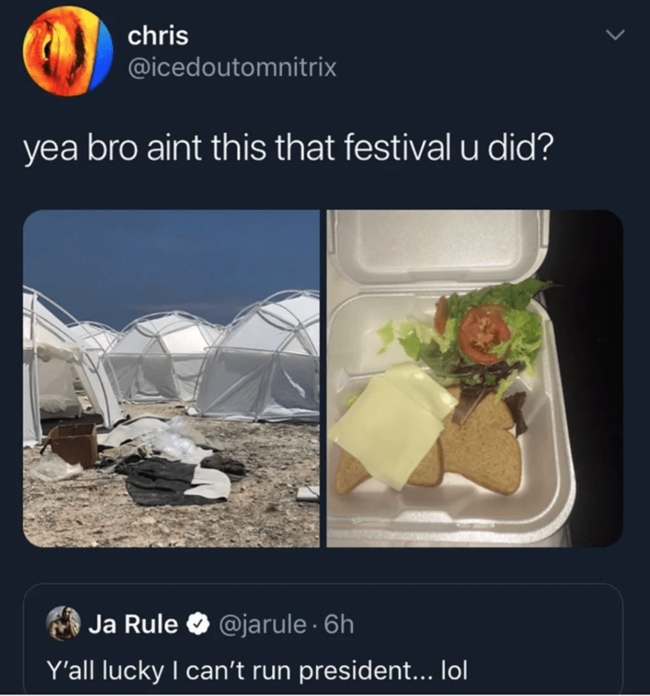 chris
@icedoutomnitrix
yea bro aint this that festival u did?
Ja Rule @jarule · 6h
Y'all lucky I can't run president... lol